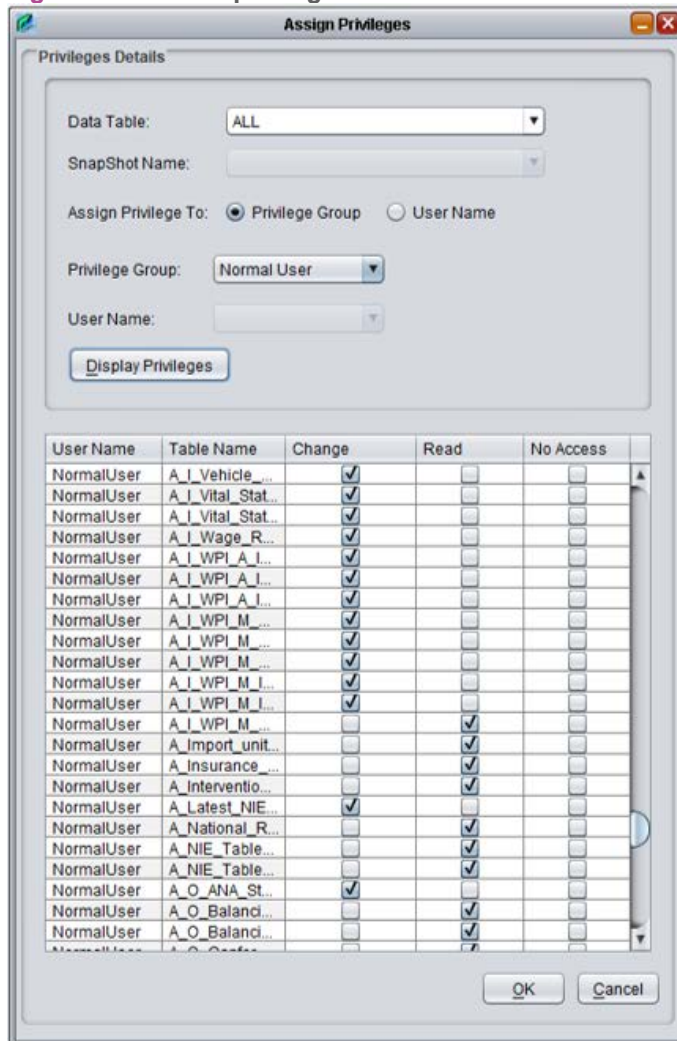 Assign Privileges
Privileges Details
Data Table: ALL
SnapShot Name:
Assign Privilege To: Privilege Group User Name
Privilege Group: Normal User
User Name:
Display Privileges
User Name Table Name Change Read No Access
NormalUser A_I_Vehicle_...
NormalUser A_I_Vital_Stat...
NormalUser A_I_Vital_Stat...
NormalUser A_I_Wage_R...
NormalUser A_I_WPI_A_I...
NormalUser A_I_WPI_A_I...
NormalUser A_I_WPI_A_I...
NormalUser A_I_WPI_M_...
NormalUser A_I_WPI_M_...
NormalUser A_I_WPI_M_...
NormalUser A_I_WPI_M_I...
NormalUser A_I_WPI_M_I...
NormalUser A_I_WPI_M_...
NormalUser A_Import_unit...
NormalUser A_Insurance_...
NormalUser A_Interventio...
NormalUser A_Latest_NIE...
NormalUser A_National_R...
NormalUser A_NIE_Table...
NormalUser A_NIE_Table...
NormalUser A_O_ANA_St...
NormalUser A_O_Balanci...
NormalUser A_O_Balanci...
OK Cancel